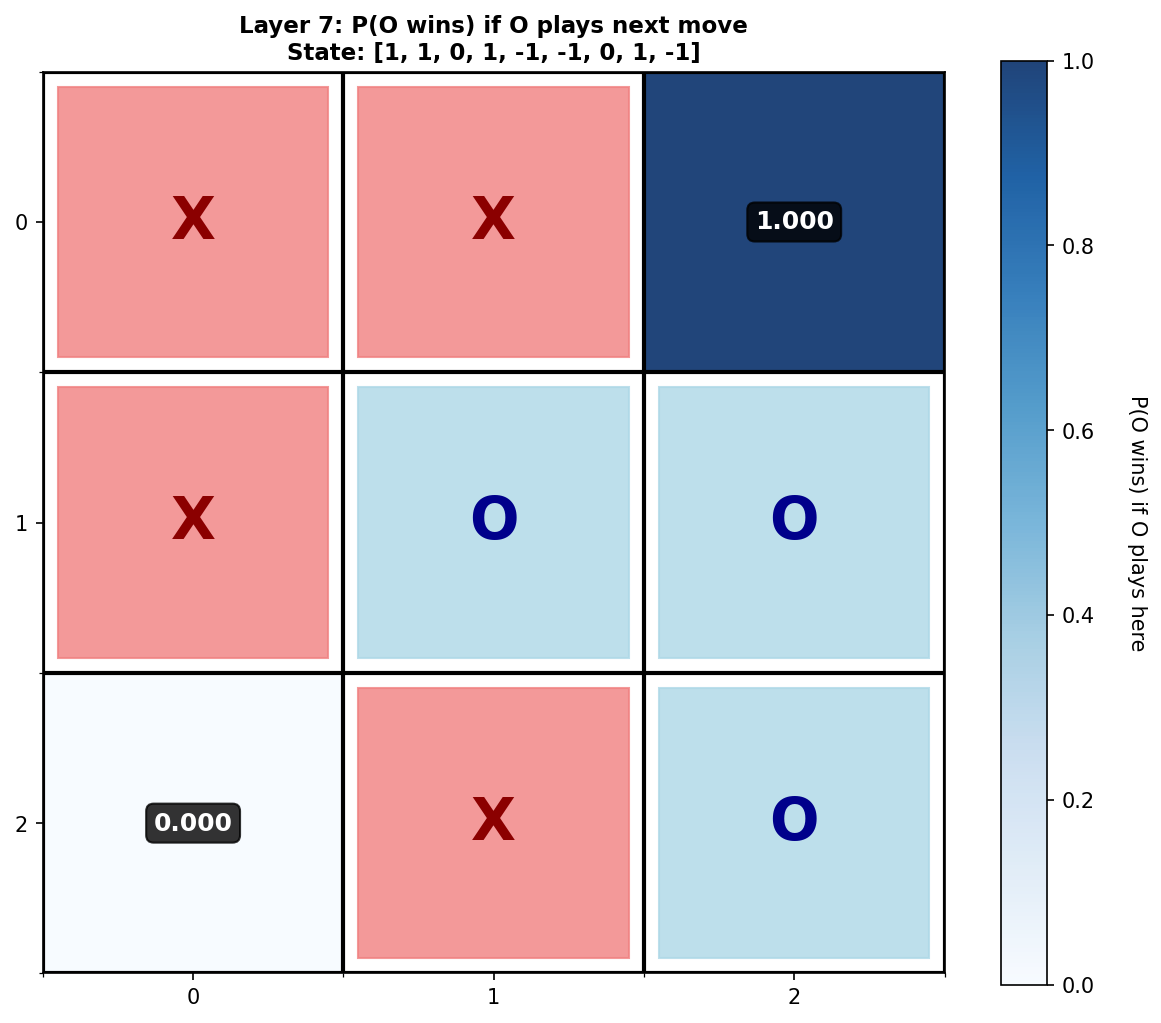 Layer 7: P(O wins) if O plays next move
State: [1, 1, 0, 1, -1, -1, 0, 1, -1]
X X 1.000
X O O
0.000 X O
0
1
2
0 1 2
1.0
0.8
0.6
0.4
0.2
0.0
P(O wins) if O plays here